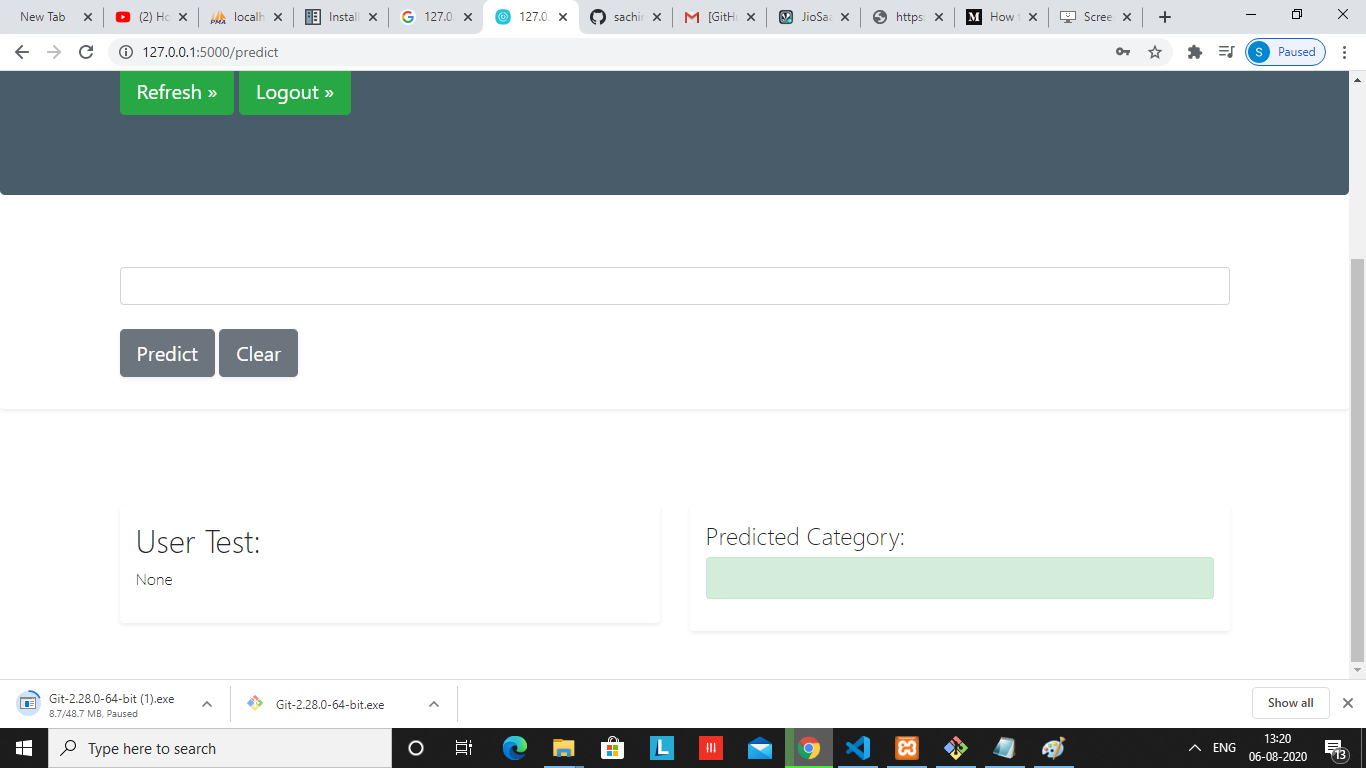 New Tab
(2) Ho
localh
Install
127.0.
127.0.
sachin
[GitH
JioSaa
https:
How t
Scree
127.0.0.1:5000/predict
S Paused
Refresh »
Logout »
Predict
Clear
User Test:
None
Predicted Category:
Git-2.28.0-64-bit (1).exe
8.7/48.7 MB, Paused
Git-2.28.0-64-bit.exe
Show all
Type here to search
ENG
13:20
06-08-2020
13